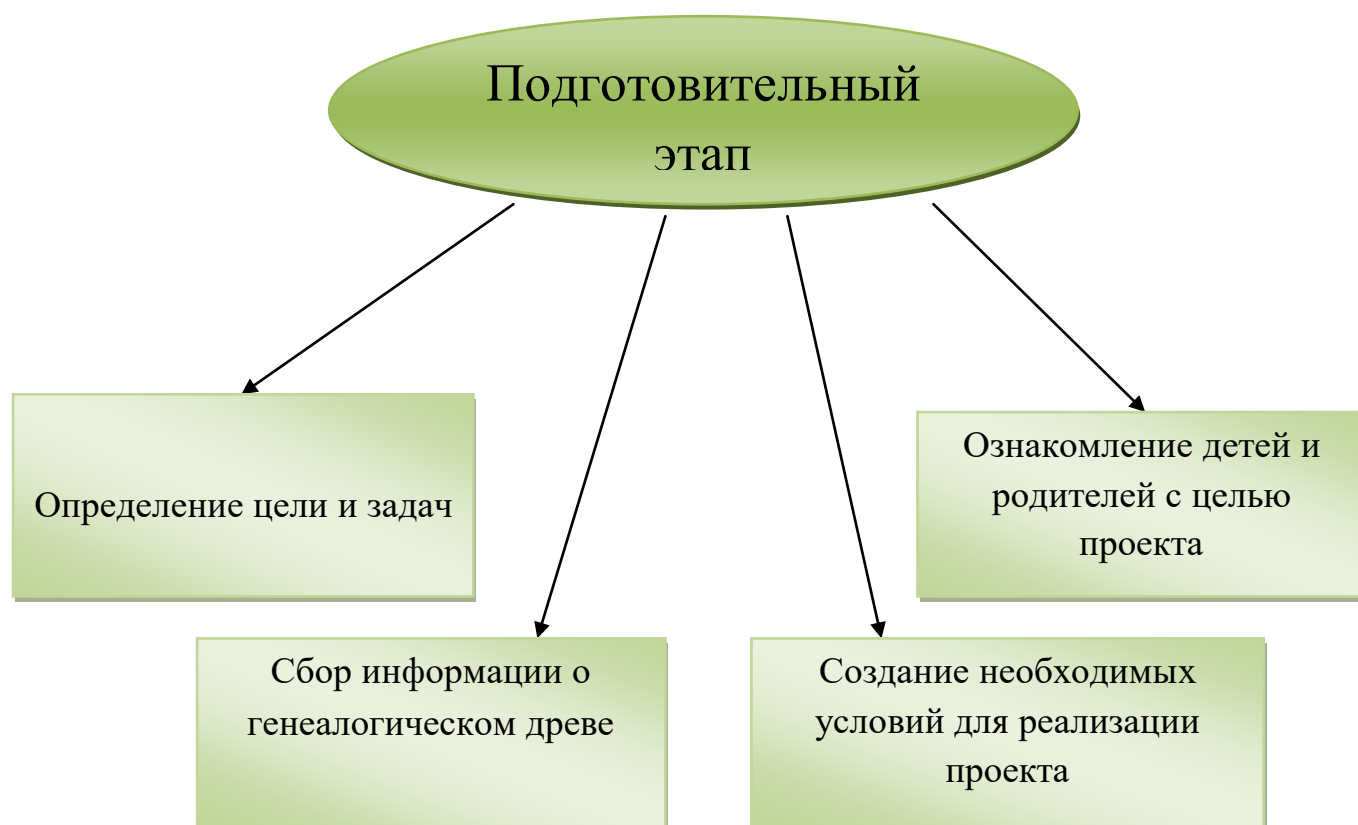 Подготовительный
этап
Определение цели и задач
Ознакомление детей и
родителей с целью
проекта
Сбор информации о
генеалогическом древе
Создание необходимых
условий для реализации
проекта